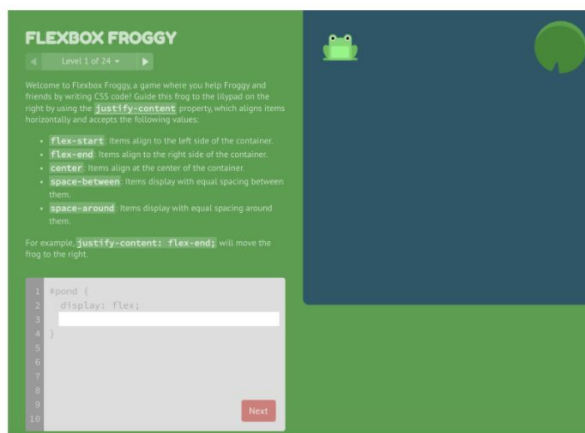 FLEXBOX FROGGY
Level 1 of 24
Welcome to Flexbox Froggy, a game where you help Froggy and
friends by writing CSS code! Guide this frog to the lilypad on the
right by using the justify-content property, which aligns items
horizontally and accepts the following values:
flex-start: Items align to the left side of the container.
flex-end: Items align to the right side of the container.
center: Items align at the center of the container.
space-between: Items display with equal spacing between
them.
space-around: Items display with equal spacing around
them.
For example, justify-content: flex-end; will move the
frog to the right.
1 #pond {
2 display: flex;
3
4 }
5
6
7
8
9
10
Next